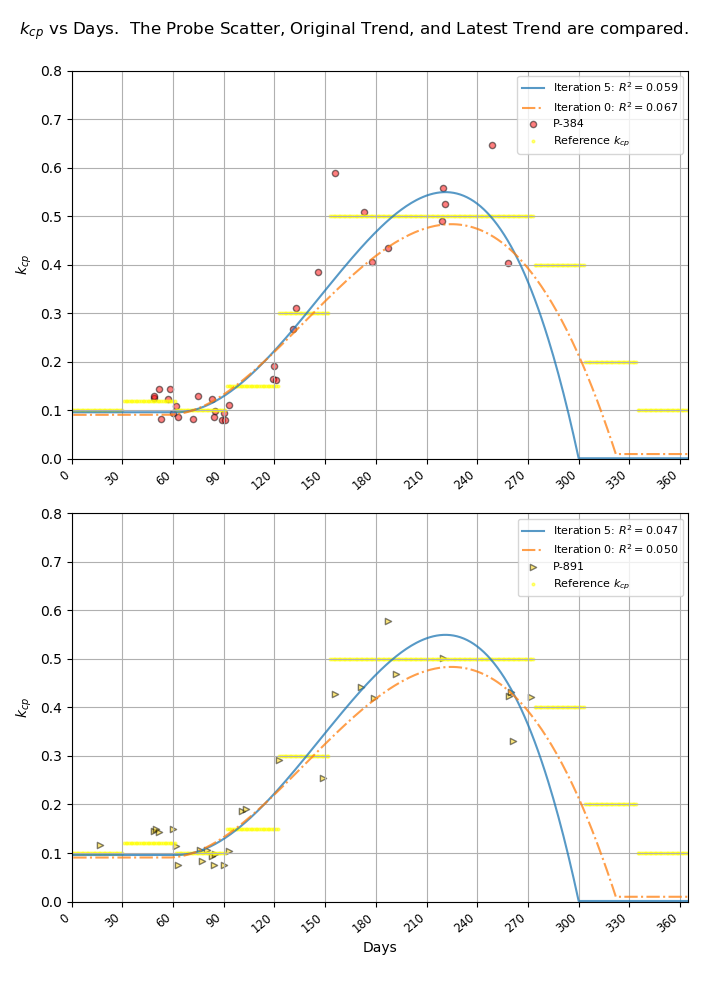 k_cp vs Days.  The Probe Scatter, Original Trend, and Latest Trend are compared.
0.8
0.7
0.6
0.5
0.4
0.3
0.2
0.1
0.0
k_cp
Iteration 5: R² = 0.059
Iteration 0: R² = 0.067
P-384
Reference k_cp
0 30 60 90 120 150 180 210 240 270 300 330 360
0.8
0.7
0.6
0.5
0.4
0.3
0.2
0.1
0.0
k_cp
Iteration 5: R² = 0.047
Iteration 0: R² = 0.050
P-891
Reference k_cp
0 30 60 90 120 150 180 210 240 270 300 330 360
Days